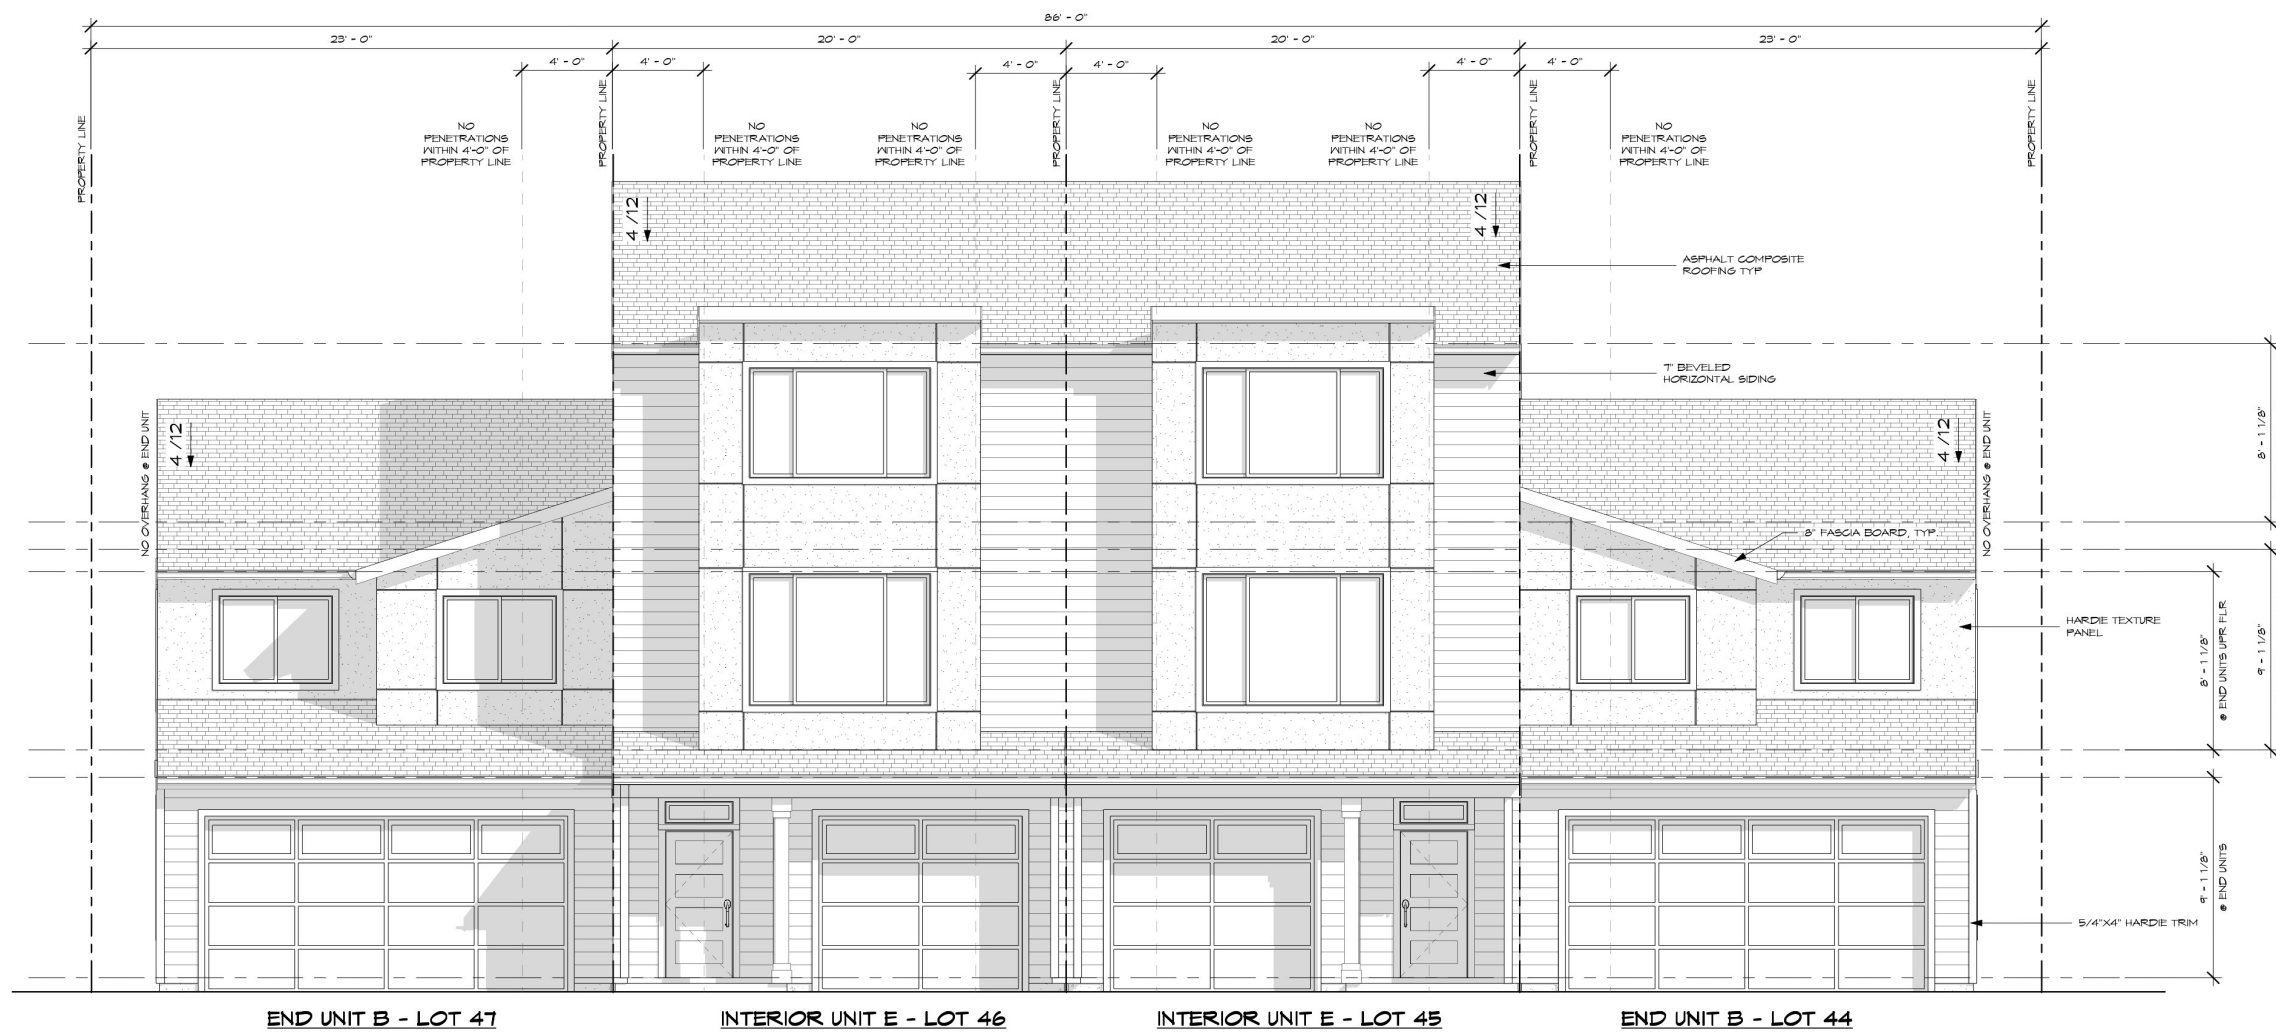 86' - 0"
23' - 0"
20' - 0"
20' - 0"
23' - 0"
4' - 0"
4' - 0"
4' - 0"
4' - 0"
4' - 0"
4' - 0"
PROPERTY LINE
PROPERTY LINE
PROPERTY LINE
PROPERTY LINE
PROPERTY LINE
NO
PENETRATIONS
WITHIN 4'-0" OF
PROPERTY LINE
NO
PENETRATIONS
WITHIN 4'-0" OF
PROPERTY LINE
NO
PENETRATIONS
WITHIN 4'-0" OF
PROPERTY LINE
NO
PENETRATIONS
WITHIN 4'-0" OF
PROPERTY LINE
NO
PENETRATIONS
WITHIN 4'-0" OF
PROPERTY LINE
NO
PENETRATIONS
WITHIN 4'-0" OF
PROPERTY LINE
4 /12
4 /12
ASPHALT COMPOSITE
ROOFING TYP
7" BEVELED
HORIZONTAL SIDING
NO OVERHANG @ END UNIT
4 /12
4 /12
NO OVERHANG @ END UNIT
8' - 1 1/8"
8" FASCIA BOARD, TYP.
HARDIE TEXTURE
PANEL
8' - 1 1/8"
@ END UNITS UPR FLR
9' - 1 1/8"
9' - 1 1/8"
@ END UNITS
5/4"X4" HARDIE TRIM
END UNIT B - LOT 47
INTERIOR UNIT E - LOT 46
INTERIOR UNIT E - LOT 45
END UNIT B - LOT 44